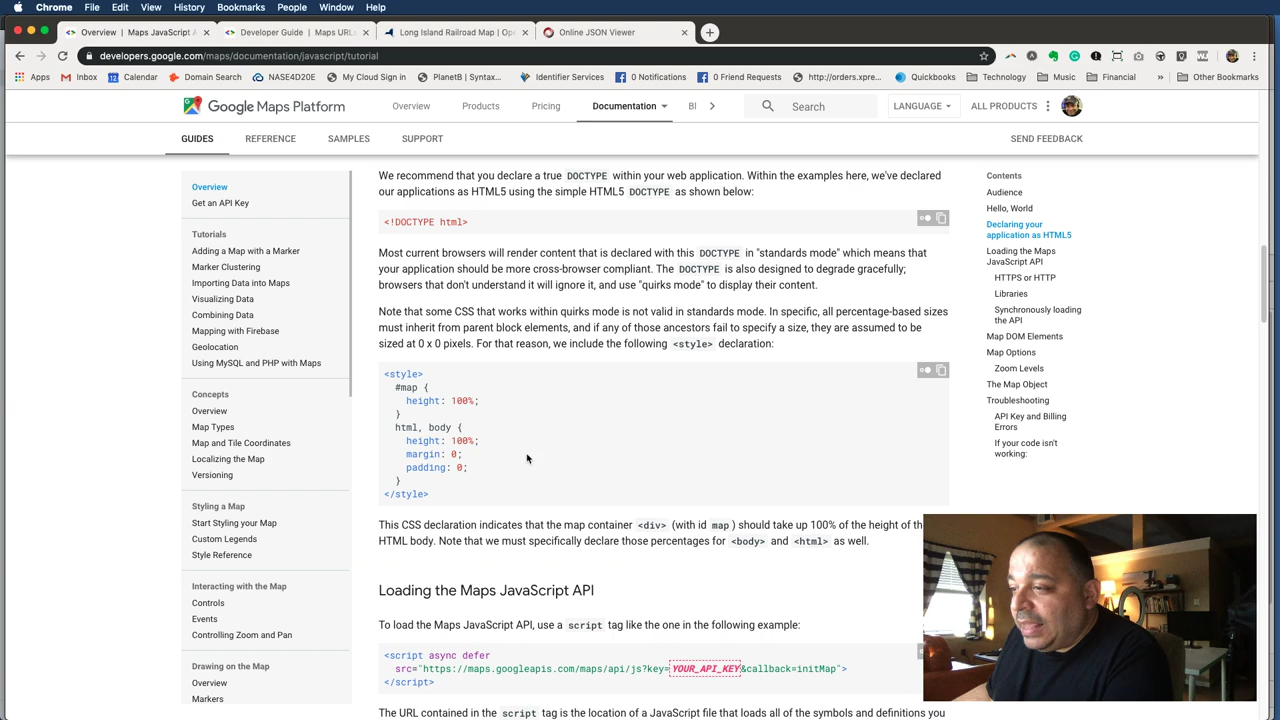 Chrome File Edit View History Bookmarks People Window Help
Overview | Maps JavaScript A
Developer Guide | Maps URLs
Long Island Railroad Map | Ope
Online JSON Viewer
developers.google.com/maps/documentation/javascript/tutorial
Apps Inbox Calendar Domain Search NASE4D20E My Cloud Sign in PlanetB | Syntax... Identifier Services 0 Notifications 0 Friend Requests http://orders.xpre... Quickbooks Technology Music Financial » Other Bookmarks
Google Maps Platform Overview Products Pricing Documentation Bl Search LANGUAGE ALL PRODUCTS
GUIDES REFERENCE SAMPLES SUPPORT SEND FEEDBACK
Overview
Get an API Key
Tutorials
Adding a Map with a Marker
Marker Clustering
Importing Data into Maps
Visualizing Data
Combining Data
Mapping with Firebase
Geolocation
Using MySQL and PHP with Maps
Concepts
Overview
Map Types
Map and Tile Coordinates
Localizing the Map
Versioning
Styling a Map
Start Styling your Map
Custom Legends
Style Reference
Interacting with the Map
Controls
Events
Controlling Zoom and Pan
Drawing on the Map
Overview
Markers
We recommend that you declare a true DOCTYPE within your web application. Within the examples here, we've declared
our applications as HTML5 using the simple HTML5 DOCTYPE as shown below:
<!DOCTYPE html>
Most current browsers will render content that is declared with this DOCTYPE in "standards mode" which means that
your application should be more cross-browser compliant. The DOCTYPE is also designed to degrade gracefully;
browsers that don't understand it will ignore it, and use "quirks mode" to display their content.
Note that some CSS that works within quirks mode is not valid in standards mode. In specific, all percentage-based sizes
must inherit from parent block elements, and if any of those ancestors fail to specify a size, they are assumed to be
sized at 0 x 0 pixels. For that reason, we include the following <style> declaration:
<style>
#map {
height: 100%;
}
html, body {
height: 100%;
margin: 0;
padding: 0;
}
</style>
This CSS declaration indicates that the map container <div> (with id map ) should take up 100% of the height of th
HTML body. Note that we must specifically declare those percentages for <body> and <html> as well.
Loading the Maps JavaScript API
To load the Maps JavaScript API, use a script tag like the one in the following example:
<script async defer
src="https://maps.googleapis.com/maps/api/js?key=YOUR_API_KEY&callback=initMap">
</script>
The URL contained in the script tag is the location of a JavaScript file that loads all of the symbols and definitions you
Contents
Audience
Hello, World
Declaring your
application as HTML5
Loading the Maps
JavaScript API
HTTPS or HTTP
Libraries
Synchronously loading
the API
Map DOM Elements
Map Options
Zoom Levels
The Map Object
Troubleshooting
API Key and Billing
Errors
If your code isn't
working: